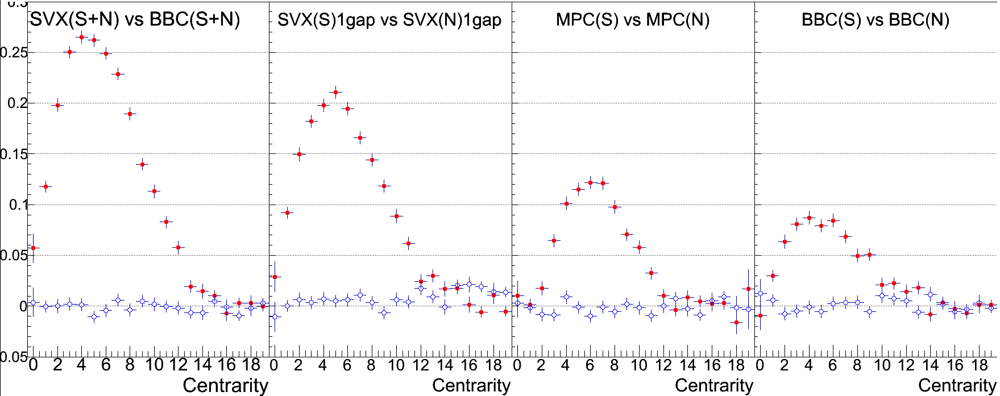 SVX(S+N) vs BBC(S+N) SVX(S)1gap vs SVX(N)1gap MPC(S) vs MPC(N) BBC(S) vs BBC(N)
0.25
0.2
0.15
0.1
0.05
0
0.05
0 2 4 6 8 10 12 14 16 18 0 2 4 6 8 10 12 14 16 18 0 2 4 6 8 10 12 14 16 18 0 2 4 6 8 10 12 14 16 18
Centrarity Centrarity Centrarity Centrarity